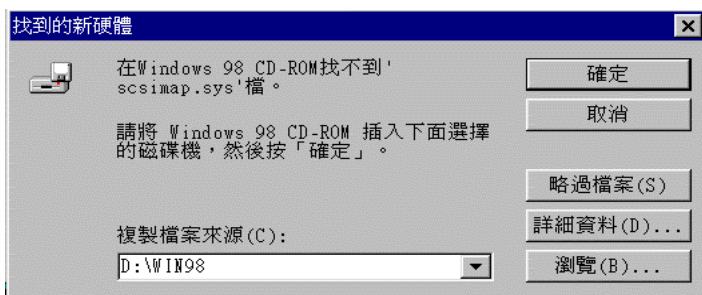 找到的新硬體
在Windows 98 CD-ROM找不到'
scsimap.sys'檔。
請將 Windows 98 CD-ROM 插入下面選擇
的磁碟機，然後按「確定」。
複製檔案來源(C):
D:\WIN98
確定
取消
略過檔案(S)
詳細資料(D)...
瀏覽(B)...